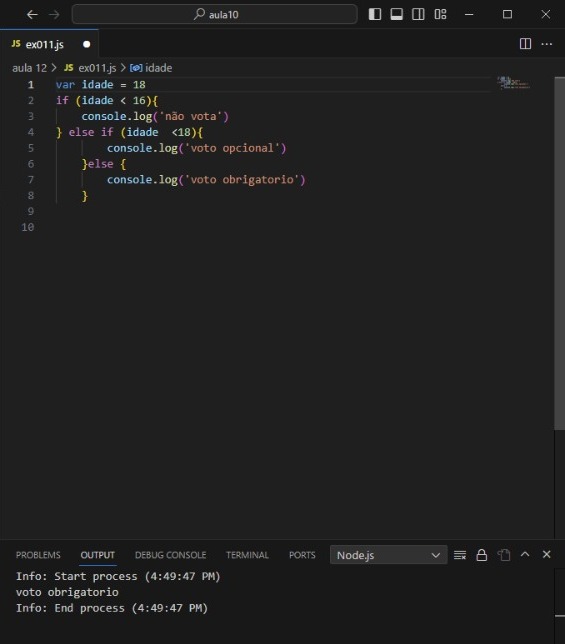 aula10
JS ex011.js
aula 12 > JS ex011.js > idade
1 var idade = 18
2 if (idade < 16){
3 console.log('não vota')
4 } else if (idade  <18){
5 console.log('voto opcional')
6 }else {
7 console.log('voto obrigatorio')
8 }
9
10
PROBLEMS OUTPUT DEBUG CONSOLE TERMINAL PORTS Node.js
Info: Start process (4:49:47 PM)
voto obrigatorio
Info: End process (4:49:47 PM)